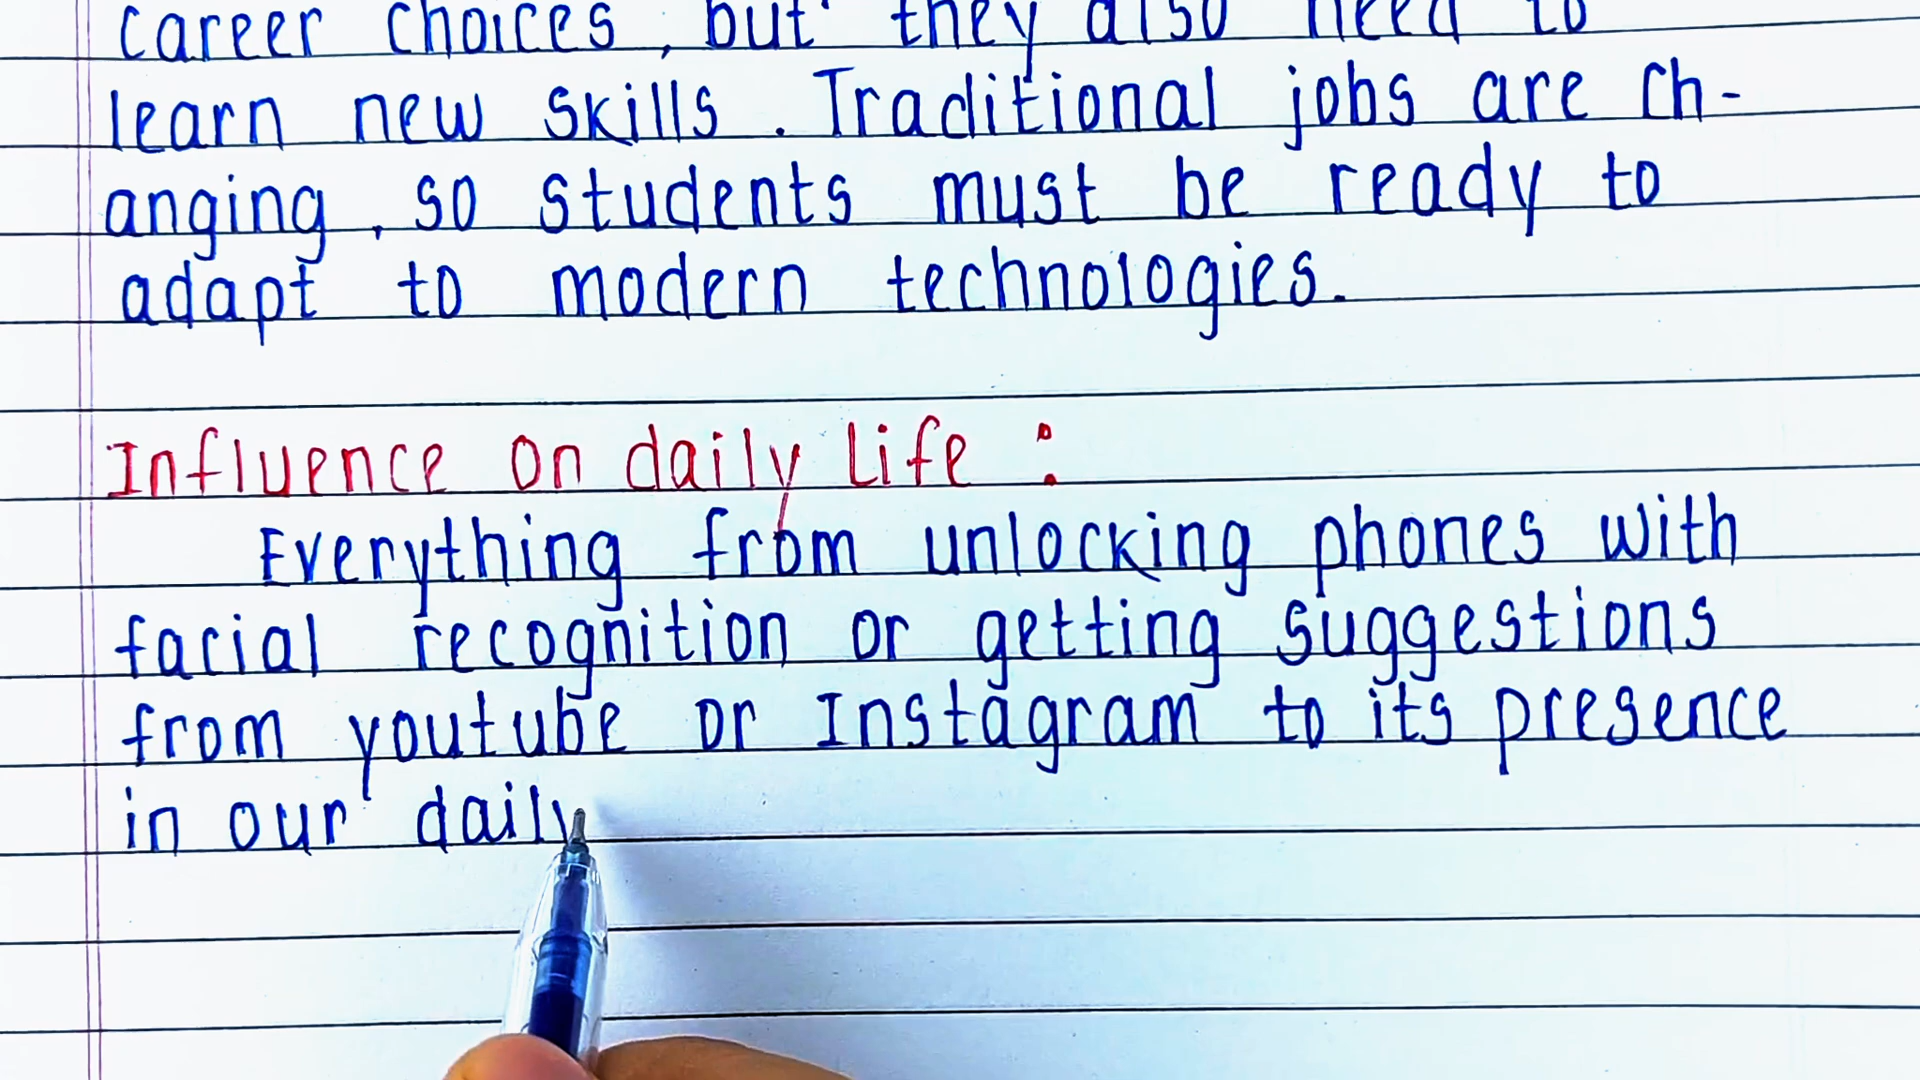 career choices, but they also need to
learn new skills. Traditional jobs are ch-
anging, so students must be ready to
adapt to modern technologies.
Influence on daily life :
Everything from unlocking phones with
facial recognition or getting suggestions
from youtube or Instagram to its presence
in our daily